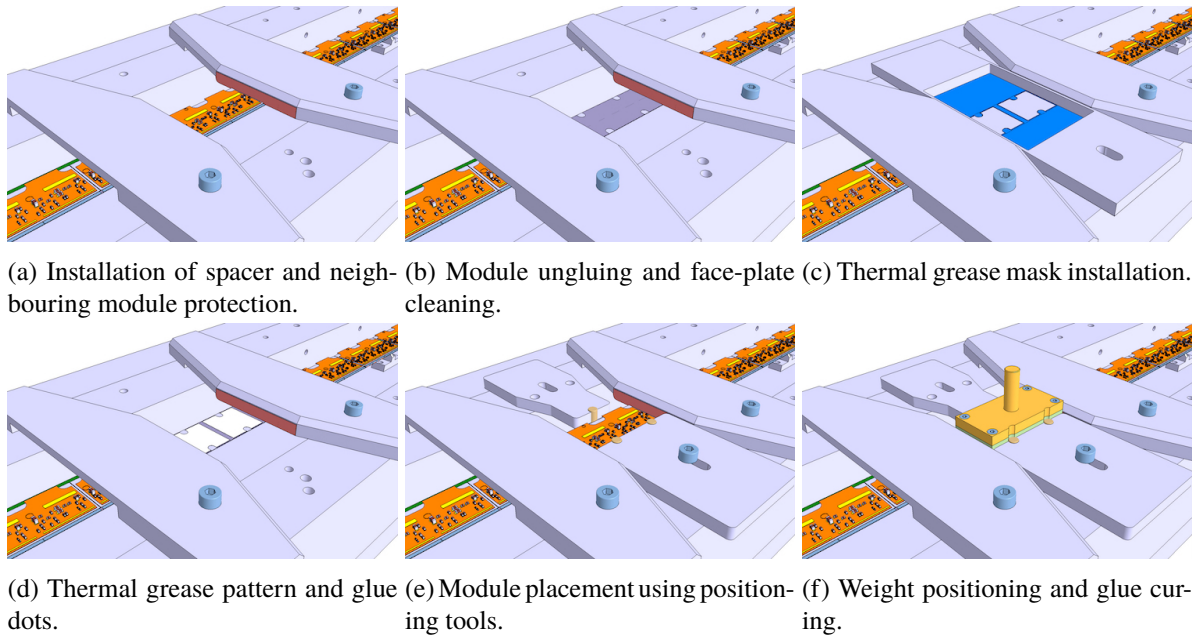 (a) Installation of spacer and neigh-
bouring module protection.
(b) Module ungluing and face-plate
cleaning.
(c) Thermal grease mask installation.
(d) Thermal grease pattern and glue
dots.
(e) Module placement using position-
ing tools.
(f) Weight positioning and glue cur-
ing.